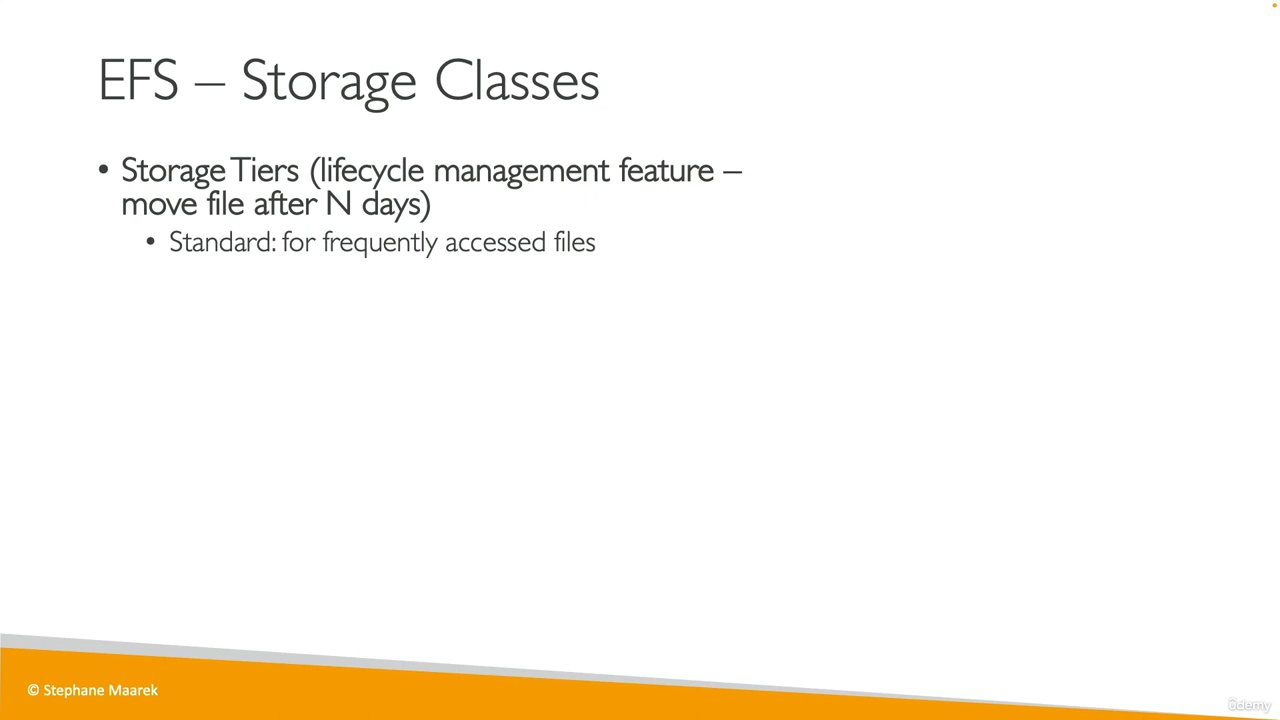 EFS – Storage Classes
• Storage Tiers (lifecycle management feature –
move file after N days)
• Standard: for frequently accessed files
© Stephane Maarek
ûdemy